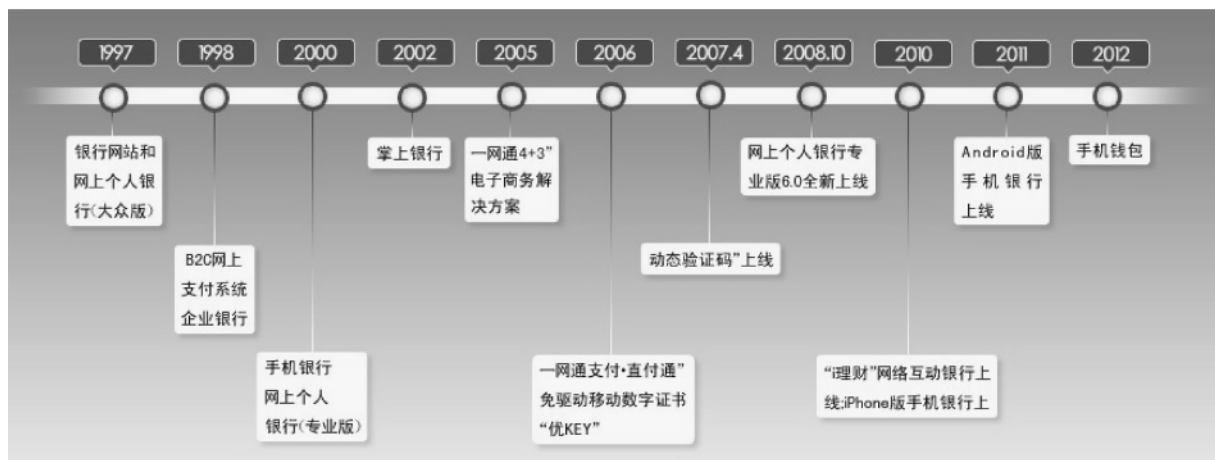 1997
1998
2000
2002
2005
2006
2007.4
2008.10
2010
2011
2012
银行网站和
网上个人银
行(大众版)
B2C网上
支付系统
企业银行
手机银行
网上个人
银行(专业版)
掌上银行
一网通4+3”
电子商务解
决方案
一网通支付•直付通”
免驱动移动数字证书
“优KEY”
动态验证码”上线
网上个人银行专
业版6.0全新上线
“i理财”网络互动银行上
线;iPhone版手机银行上
Android版
手机银行
上线
手机钱包